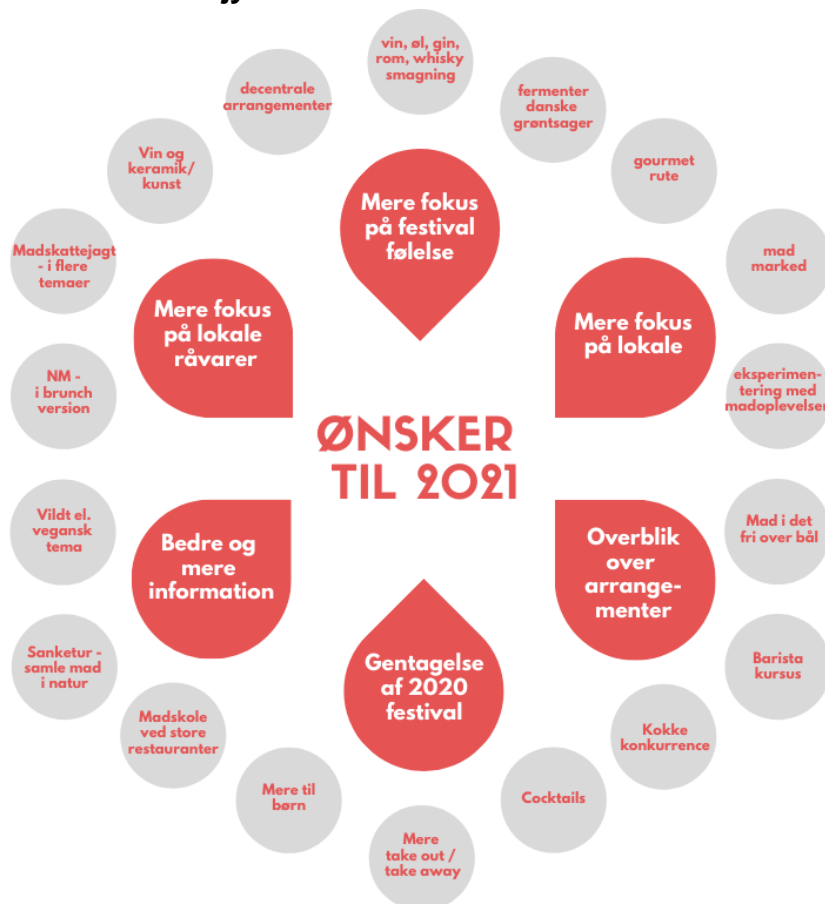 vin, øl, gin,
rom, whisky
smagning
decentrale
arrangementer
fermenter
danske
grøntsager
Vin og
keramik/
kunst
gourmet
rute
Mere fokus
på festival
følelse
Madskattejagt
- i flere
temaer
mad
marked
Mere fokus
på lokale
råvarer
Mere fokus
på lokale
NM -
i brunch
version
eksperimen-
tering med
madoplevelser
ØNSKER
TIL 2021
Vildt el.
vegansk
tema
Mad i det
fri over bål
Bedre og
mere
information
Overblik
over
arrange-
menter
Sanketur -
samle mad
i natur
Barista
kursus
Gentagelse
af 2020
festival
Madskole
ved store
restauranter
Kokke
konkurrence
Mere til
børn
Cocktails
Mere
take out /
take away